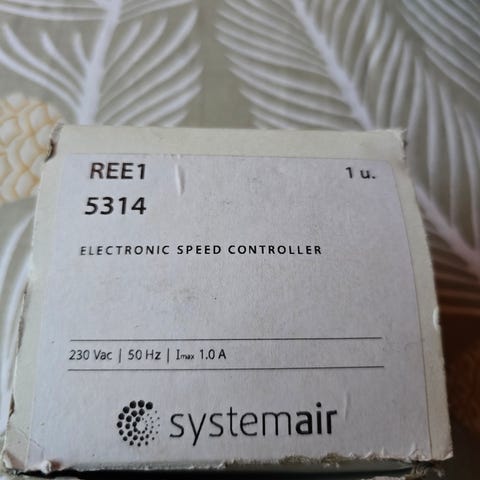 REE1 1 u.
5314
ELECTRONIC SPEED CONTROLLER
230 Vac | 50 Hz | Imax 1.0 A
systemair